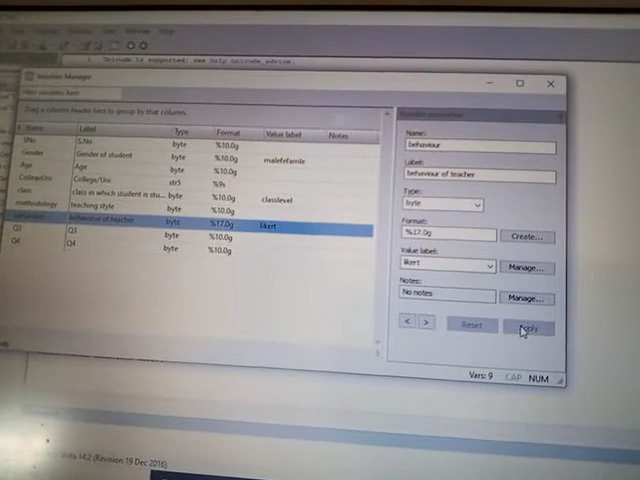 Unicode is supported; see help unicode_advice.
Variables Manager
Filter variables here
Drag a column header here to group by that column.
# Name Label Type Format Value label Notes
SNo S.No byte %10.0g
Gender Gender of student byte %10.0g malefefamle
Age Age byte %10.0g
CollegeUni College/Uni str5 %9s
class class in which student is stu... byte %10.0g classlevel
methodology teaching style byte %10.0g
behaviour of teacher byte %17.0g likert
Q3 Q3 byte %10.0g
Q4 Q4 byte %10.0g
Variable properties
Name:
behaviour
Label:
behaviour of teacher
Type:
byte
Format:
%17.0g Create...
Value label:
likert Manage...
Notes:
No notes Manage...
< > Reset Apply
Vars: 9 CAP NUM
Stata 14.2 (Revision 19 Dec 2016)